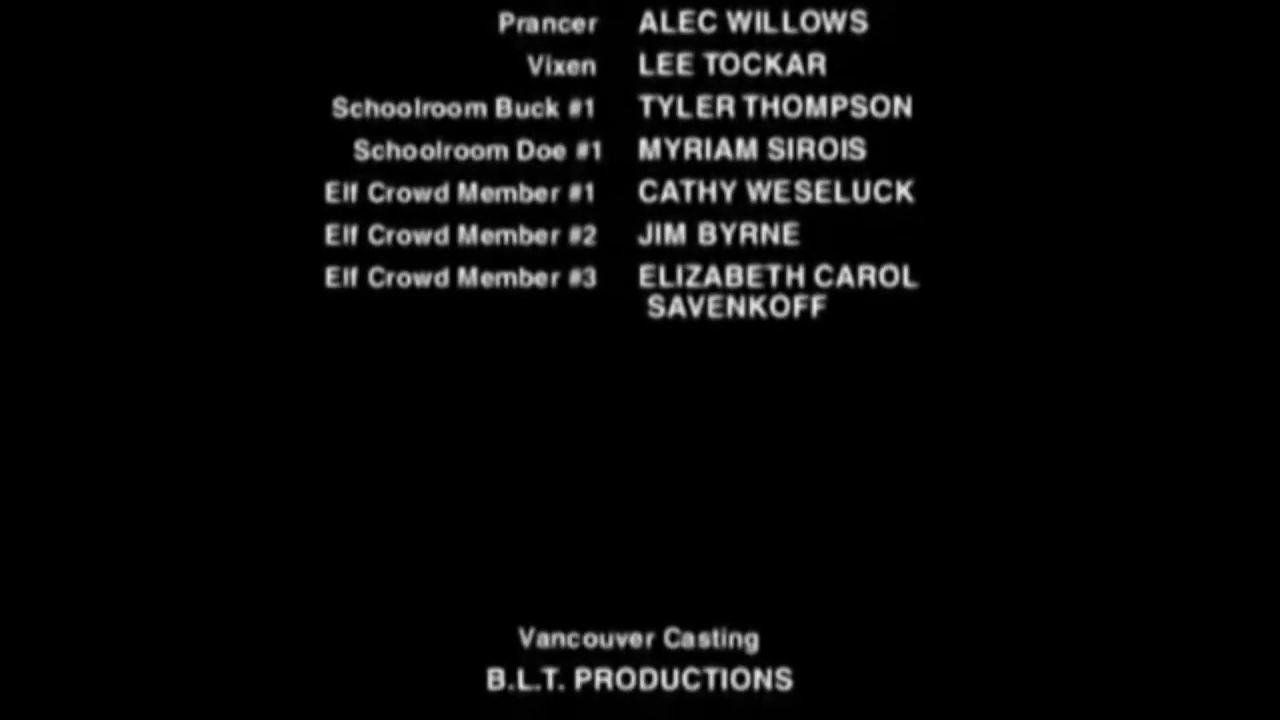 Prancer ALEC WILLOWS
Vixen LEE TOCKAR
Schoolroom Buck #1 TYLER THOMPSON
Schoolroom Doe #1 MYRIAM SIROIS
Elf Crowd Member #1 CATHY WESELUCK
Elf Crowd Member #2 JIM BYRNE
Elf Crowd Member #3 ELIZABETH CAROL
SAVENKOFF
Vancouver Casting
B.L.T. PRODUCTIONS